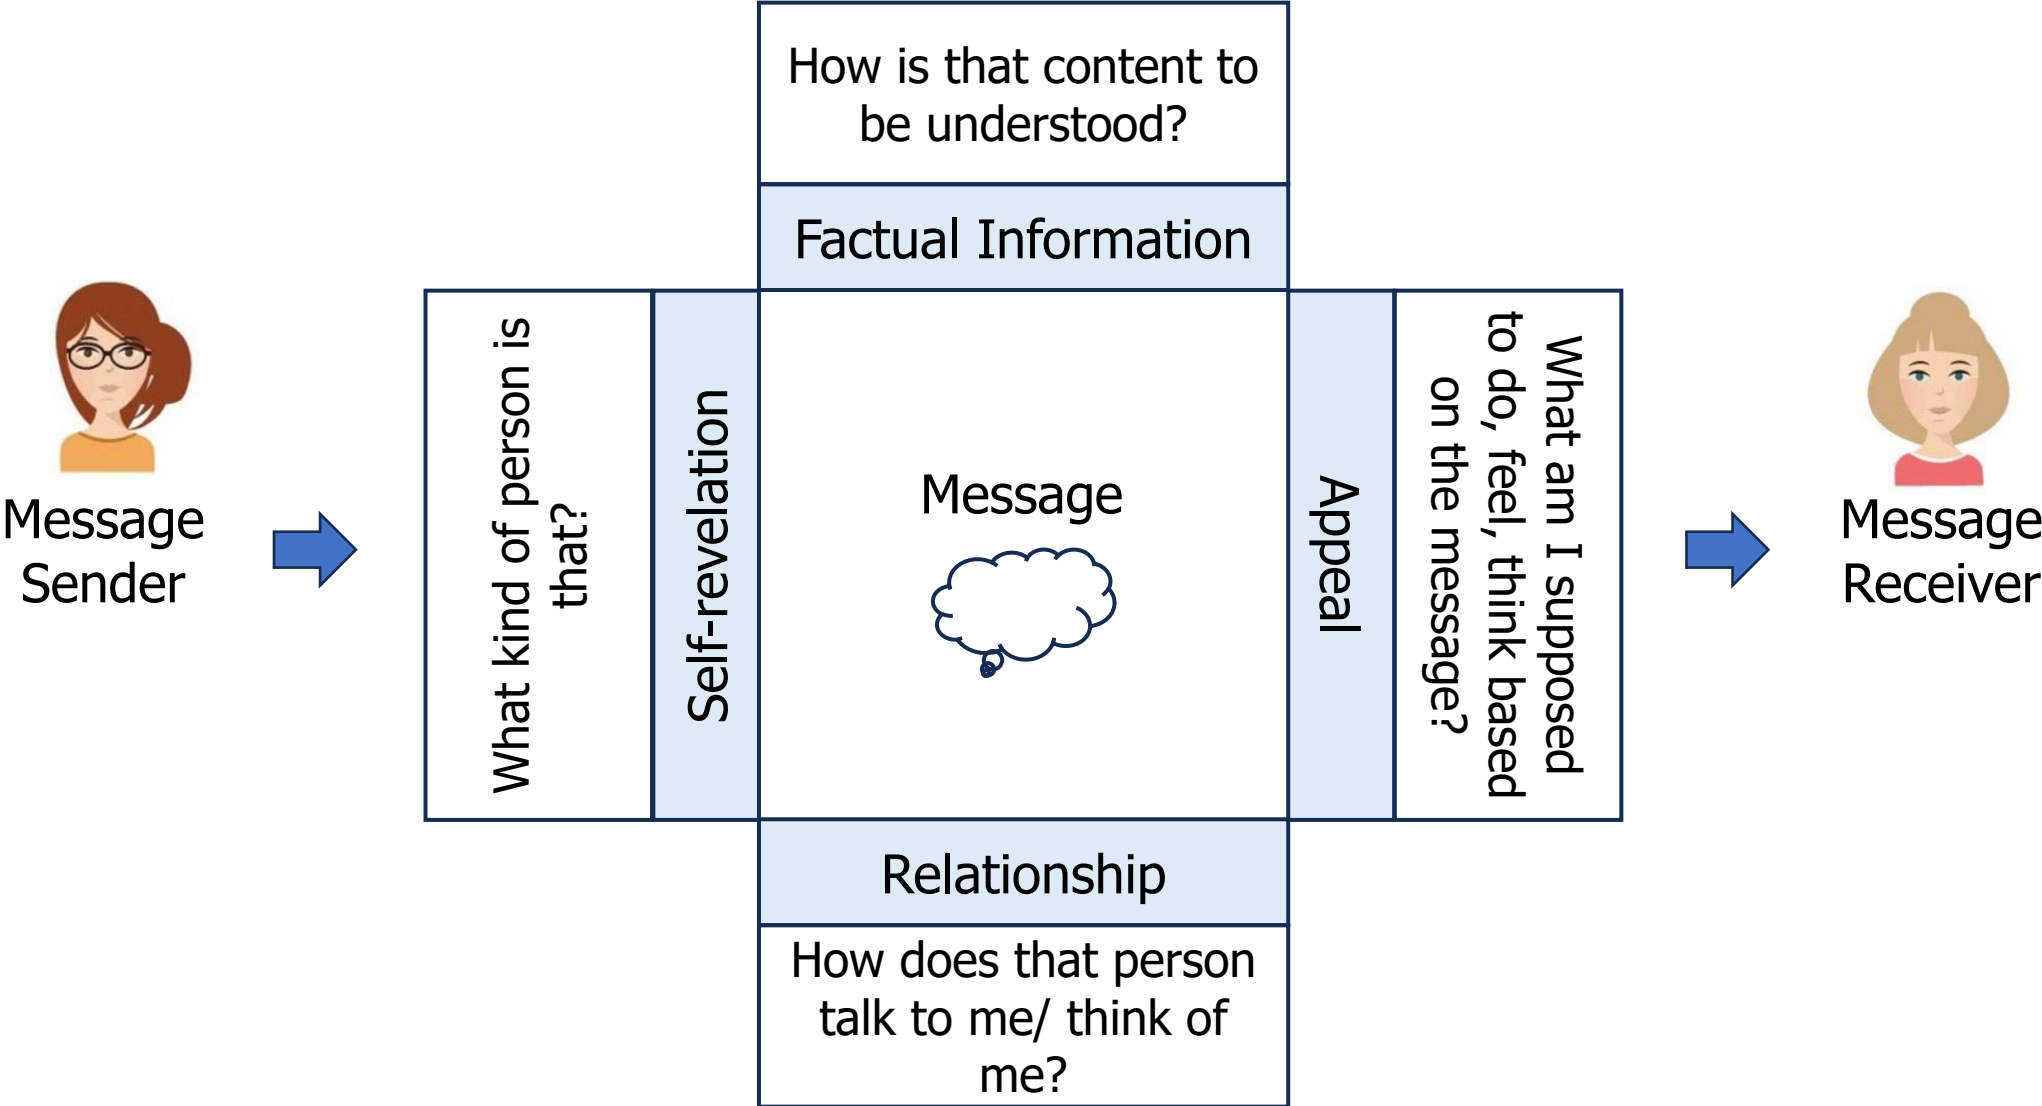 How is that content to
be understood?
Factual Information
Message
Sender
What kind of person is
that?
Self-revelation
Message
Appeal
What am I supposed
to do, feel, think based
on the message?
Message
Receiver
Relationship
How does that person
talk to me/ think of
me?